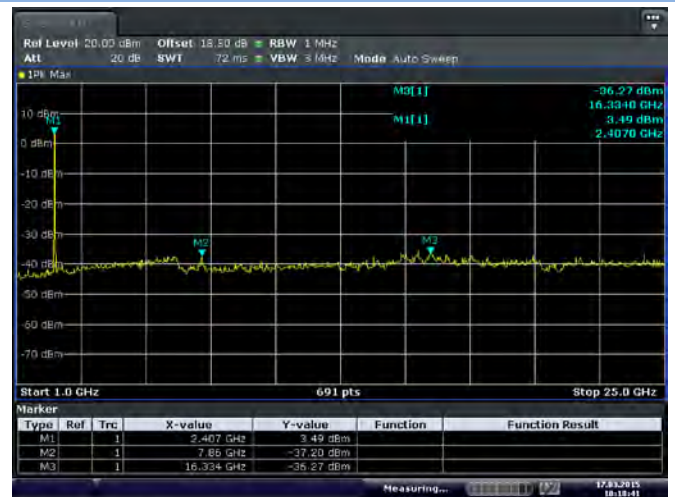 Ref Level 20.00 dBm Offset 18.50 dB RBW 1 MHz
Att 20 dB SWT 72 ms VBW 3 MHz Mode Auto Sweep
1Pk Max
M3[1] -36.27 dBm
16.3340 GHz
M1[1] 3.49 dBm
2.4070 GHz
10 dBm
M1
0 dBm
-10 dBm
-20 dBm
-30 dBm
M2 M3
-40 dBm
-50 dBm
-60 dBm
-70 dBm
Start 1.0 GHz 691 pts Stop 25.0 GHz
Marker
Type Ref Trc X-value Y-value Function Function Result
M1 1 2.407 GHz 3.49 dBm
M2 1 7.86 GHz -37.20 dBm
M3 1 16.334 GHz -36.27 dBm
Measuring... 17.03.2015
18:18:41